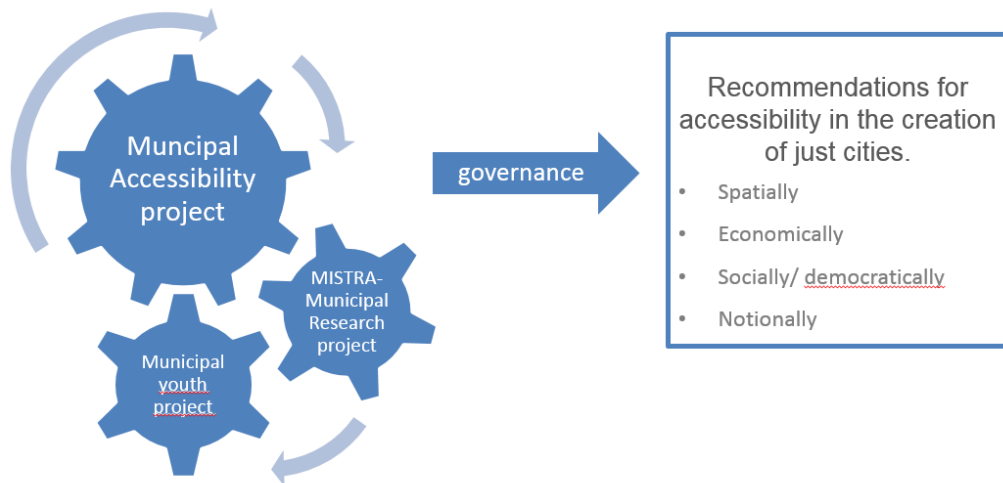 Muncipal
Accessibility
project
MISTRA-
Municipal
Research
project
Municipal
youth
project
governance
Recommendations for
accessibility in the creation
of just cities.
• Spatially
• Economically
• Socially/ democratically
• Notionally